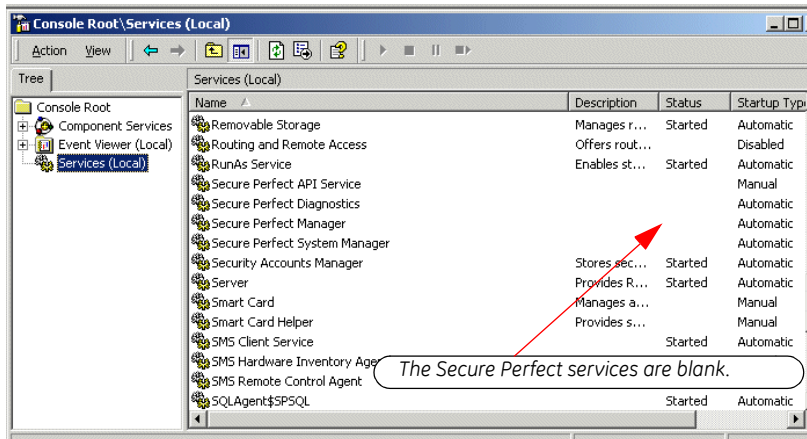 Console Root\Services (Local)
Action View
Tree Services (Local)
Console Root
Component Services
Event Viewer (Local)
Services (Local)
Name Description Status Startup Typ
Removable Storage Manages r... Started Automatic
Routing and Remote Access Offers rout... Disabled
RunAs Service Enables st... Started Automatic
Secure Perfect API Service Manual
Secure Perfect Diagnostics Automatic
Secure Perfect Manager Automatic
Secure Perfect System Manager Automatic
Security Accounts Manager Stores sec... Started Automatic
Server Provides R... Started Automatic
Smart Card Manages a... Manual
Smart Card Helper Provides s... Manual
SMS Client Service Started Automatic
SMS Hardware Inventory Age
The Secure Perfect services are blank.
SMS Remote Control Agent
SQLAgent$SPSQL Started Automatic